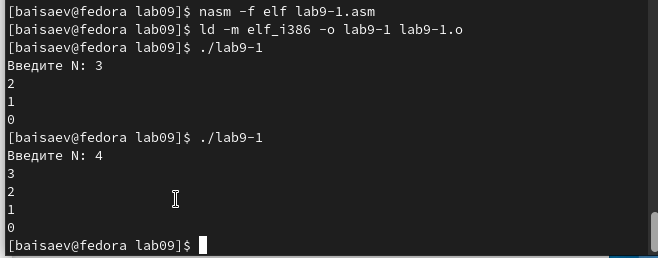 [baisaev@fedora lab09]$ nasm -f elf lab9-1.asm
[baisaev@fedora lab09]$ ld -m elf_i386 -o lab9-1 lab9-1.o
[baisaev@fedora lab09]$ ./lab9-1
Введите N: 3
2
1
0
[baisaev@fedora lab09]$ ./lab9-1
Введите N: 4
3
2
1
0
[baisaev@fedora lab09]$